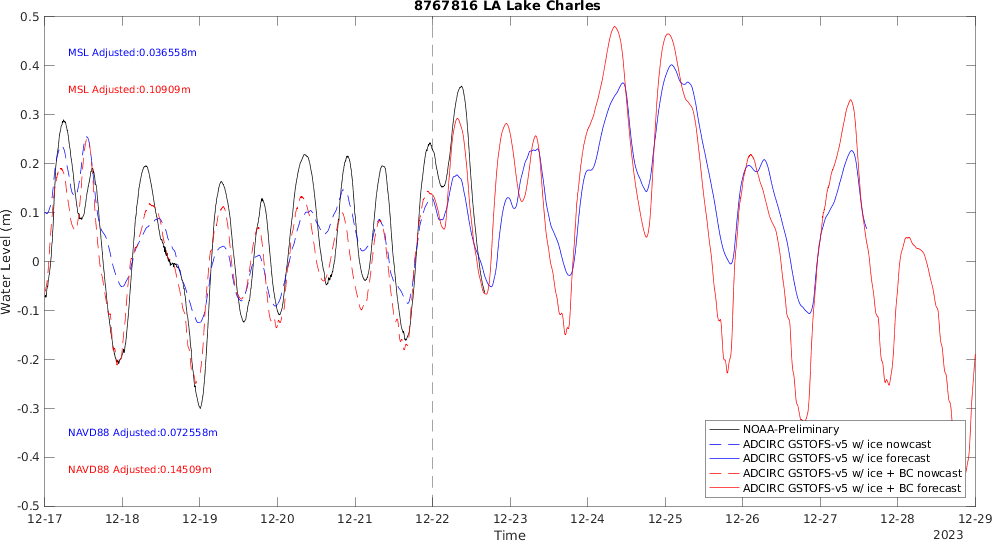 8767816 LA Lake Charles
MSL Adjusted:0.036558m
MSL Adjusted:0.10909m
NAVD88 Adjusted:0.072558m
NAVD88 Adjusted:0.14509m
Water Level (m)
0.5
0.4
0.3
0.2
0.1
0
-0.1
-0.2
-0.3
-0.4
-0.5
NOAA-Preliminary
ADCIRC GSTOFS-v5 w/ ice nowcast
ADCIRC GSTOFS-v5 w/ ice forecast
ADCIRC GSTOFS-v5 w/ ice + BC nowcast
ADCIRC GSTOFS-v5 w/ ice + BC forecast
12-17 12-18 12-19 12-20 12-21 12-22 12-23 12-24 12-25 12-26 12-27 12-28 12-29
Time
2023